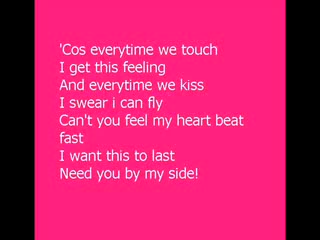 'Cos everytime we touch
I get this feeling
And everytime we kiss
I swear i can fly
Can't you feel my heart beat
fast
I want this to last
Need you by my side!